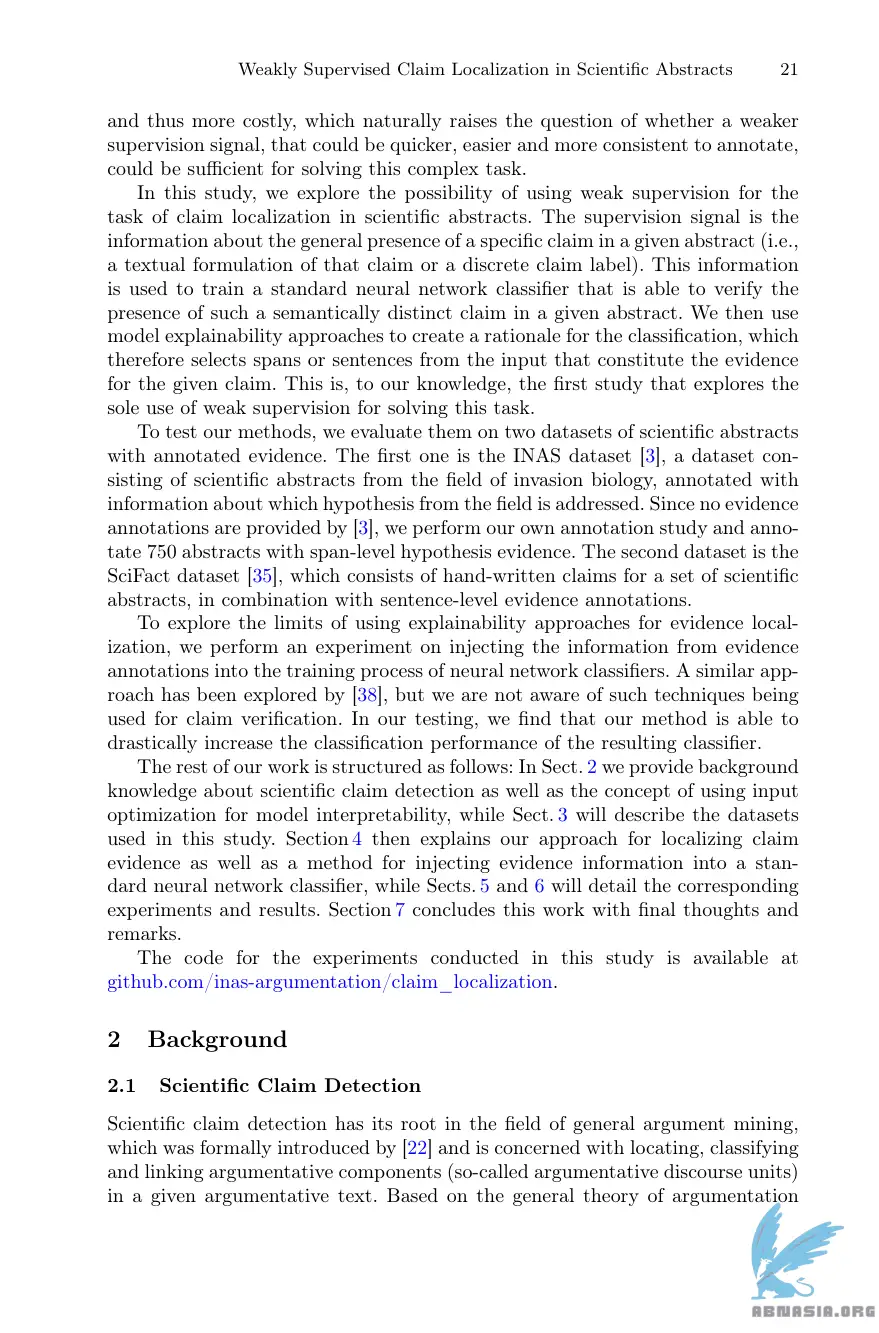 Weakly Supervised Claim Localization in Scientific Abstracts 21
and thus more costly, which naturally raises the question of whether a weaker
supervision signal, that could be quicker, easier and more consistent to annotate,
could be sufficient for solving this complex task.
In this study, we explore the possibility of using weak supervision for the
task of claim localization in scientific abstracts. The supervision signal is the
information about the general presence of a specific claim in a given abstract (i.e.,
a textual formulation of that claim or a discrete claim label). This information
is used to train a standard neural network classifier that is able to verify the
presence of such a semantically distinct claim in a given abstract. We then use
model explainability approaches to create a rationale for the classification, which
therefore selects spans or sentences from the input that constitute the evidence
for the given claim. This is, to our knowledge, the first study that explores the
sole use of weak supervision for solving this task.
To test our methods, we evaluate them on two datasets of scientific abstracts
with annotated evidence. The first one is the INAS dataset [3], a dataset con-
sisting of scientific abstracts from the field of invasion biology, annotated with
information about which hypothesis from the field is addressed. Since no evidence
annotations are provided by [3], we perform our own annotation study and anno-
tate 750 abstracts with span-level hypothesis evidence. The second dataset is the
SciFact dataset [35], which consists of hand-written claims for a set of scientific
abstracts, in combination with sentence-level evidence annotations.
To explore the limits of using explainability approaches for evidence local-
ization, we perform an experiment on injecting the information from evidence
annotations into the training process of neural network classifiers. A similar app-
roach has been explored by [38], but we are not aware of such techniques being
used for claim verification. In our testing, we find that our method is able to
drastically increase the classification performance of the resulting classifier.
The rest of our work is structured as follows: In Sect. 2 we provide background
knowledge about scientific claim detection as well as the concept of using input
optimization for model interpretability, while Sect. 3 will describe the datasets
used in this study. Section 4 then explains our approach for localizing claim
evidence as well as a method for injecting evidence information into a stan-
dard neural network classifier, while Sects. 5 and 6 will detail the corresponding
experiments and results. Section 7 concludes this work with final thoughts and
remarks.
The code for the experiments conducted in this study is available at
github.com/inas-argumentation/claim_localization.
2 Background
2.1 Scientific Claim Detection
Scientific claim detection has its root in the field of general argument mining,
which was formally introduced by [22] and is concerned with locating, classifying
and linking argumentative components (so-called argumentative discourse units)
in a given argumentative text. Based on the general theory of argumentation
ABNASIA.ORG